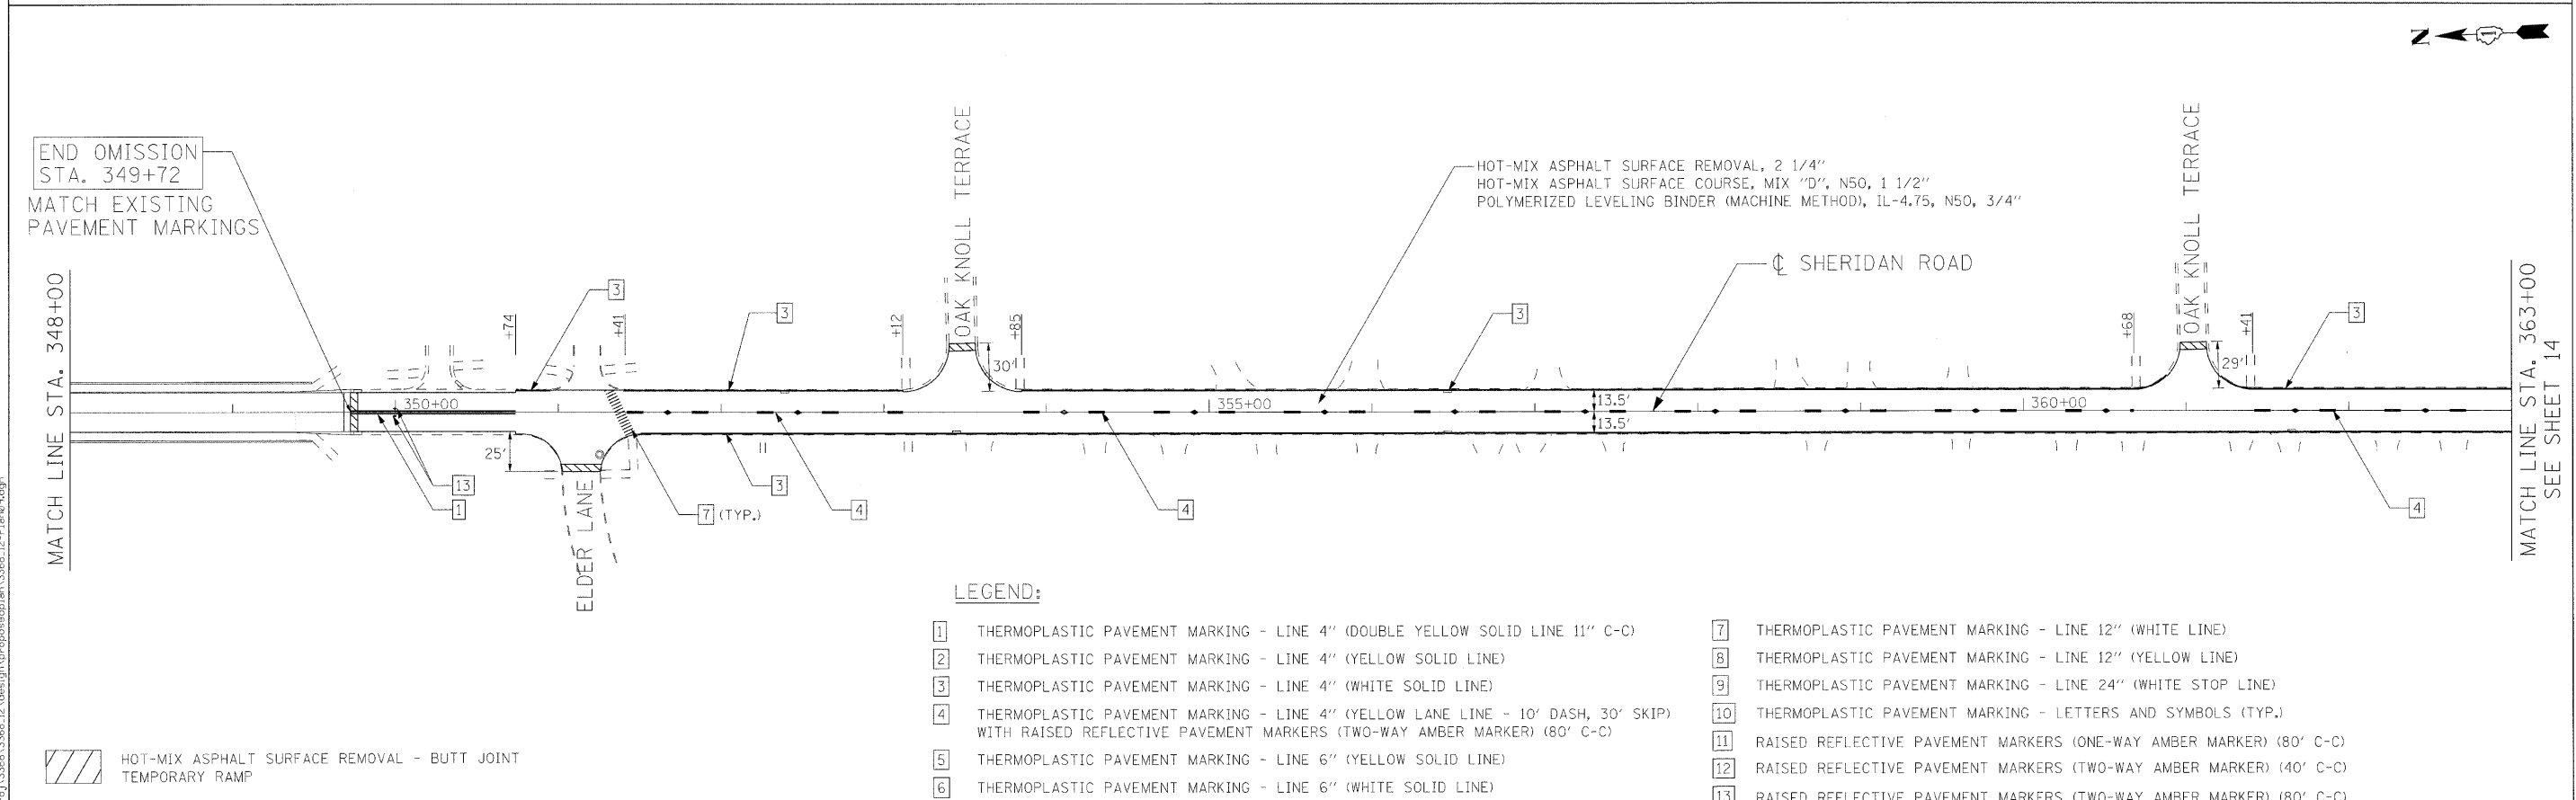 N
END OMISSION
STA. 349+72
MATCH EXISTING
PAVEMENT MARKINGS
MATCH LINE STA. 348+00
3
3
+74
+41
+12
+85
OAK KNOLL TERRACE
30'
HOT-MIX ASPHALT SURFACE REMOVAL, 2 1/4"
HOT-MIX ASPHALT SURFACE COURSE, MIX "D", N50, 1 1/2"
POLYMERIZED LEVELING BINDER (MACHINE METHOD), IL-4.75, N50, 3/4"
℄ SHERIDAN ROAD
3
OAK KNOLL TERRACE
+68
+41
29'
3
MATCH LINE STA. 363+00
SEE SHEET 14
350+00
355+00
13.5'
13.5'
360+00
25'
13
1
ELDER LANE
7 (TYP.)
3
4
4
4
LEGEND:
1 THERMOPLASTIC PAVEMENT MARKING - LINE 4" (DOUBLE YELLOW SOLID LINE 11" C-C)
2 THERMOPLASTIC PAVEMENT MARKING - LINE 4" (YELLOW SOLID LINE)
3 THERMOPLASTIC PAVEMENT MARKING - LINE 4" (WHITE SOLID LINE)
4 THERMOPLASTIC PAVEMENT MARKING - LINE 4" (YELLOW LANE LINE - 10' DASH, 30' SKIP)
WITH RAISED REFLECTIVE PAVEMENT MARKERS (TWO-WAY AMBER MARKER) (80' C-C)
5 THERMOPLASTIC PAVEMENT MARKING - LINE 6" (YELLOW SOLID LINE)
6 THERMOPLASTIC PAVEMENT MARKING - LINE 6" (WHITE SOLID LINE)
7 THERMOPLASTIC PAVEMENT MARKING - LINE 12" (WHITE LINE)
8 THERMOPLASTIC PAVEMENT MARKING - LINE 12" (YELLOW LINE)
9 THERMOPLASTIC PAVEMENT MARKING - LINE 24" (WHITE STOP LINE)
10 THERMOPLASTIC PAVEMENT MARKING - LETTERS AND SYMBOLS (TYP.)
11 RAISED REFLECTIVE PAVEMENT MARKERS (ONE-WAY AMBER MARKER) (80' C-C)
12 RAISED REFLECTIVE PAVEMENT MARKERS (TWO-WAY AMBER MARKER) (40' C-C)
13 RAISED REFLECTIVE PAVEMENT MARKERS (TWO-WAY AMBER MARKER) (80' C-C)
HOT-MIX ASPHALT SURFACE REMOVAL - BUTT JOINT
TEMPORARY RAMP